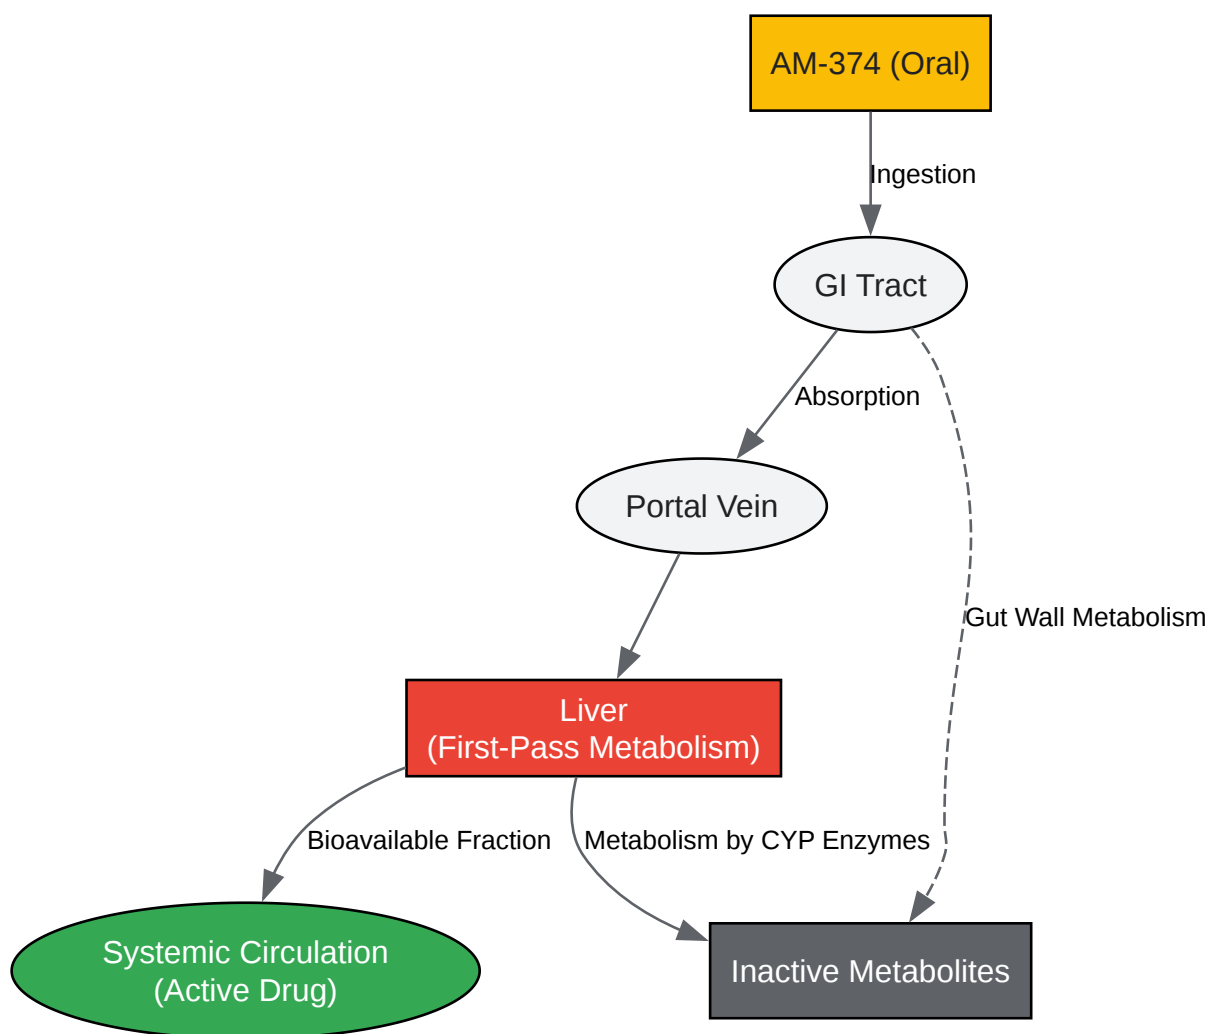 AM-374 (Oral)
Ingestion
GI Tract
Absorption
Portal Vein
Gut Wall Metabolism
Liver
(First-Pass Metabolism)
Bioavailable Fraction
Metabolism by CYP Enzymes
Systemic Circulation
(Active Drug)
Inactive Metabolites